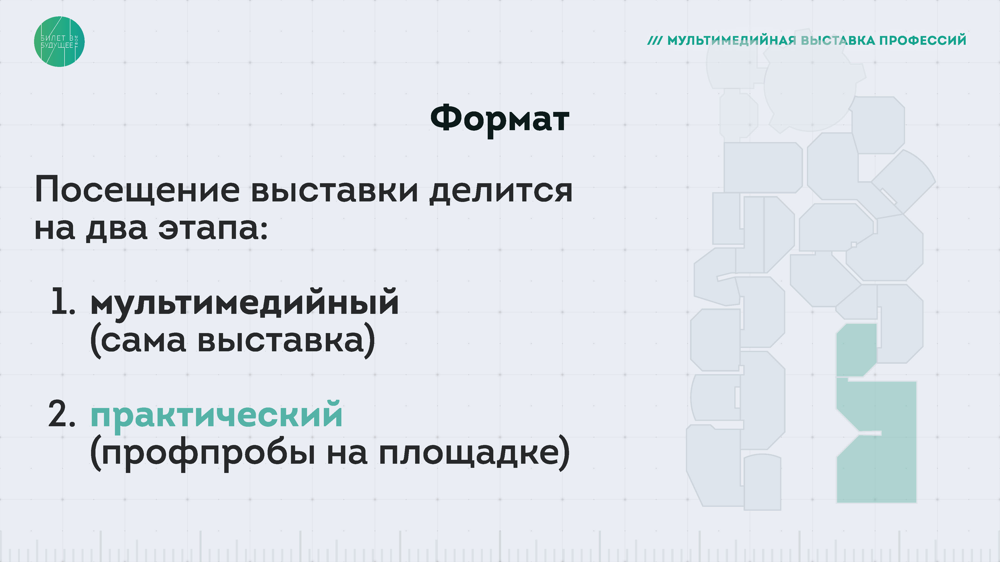 БИЛЕТ В
БУДУЩЕЕ
ТВОЕ
/// МУЛЬТИМЕДИЙНАЯ ВЫСТАВКА ПРОФЕССИЙ
Формат
Посещение выставки делится
на два этапа:
1. мультимедийный
(сама выставка)
2. практический
(профпробы на площадке)